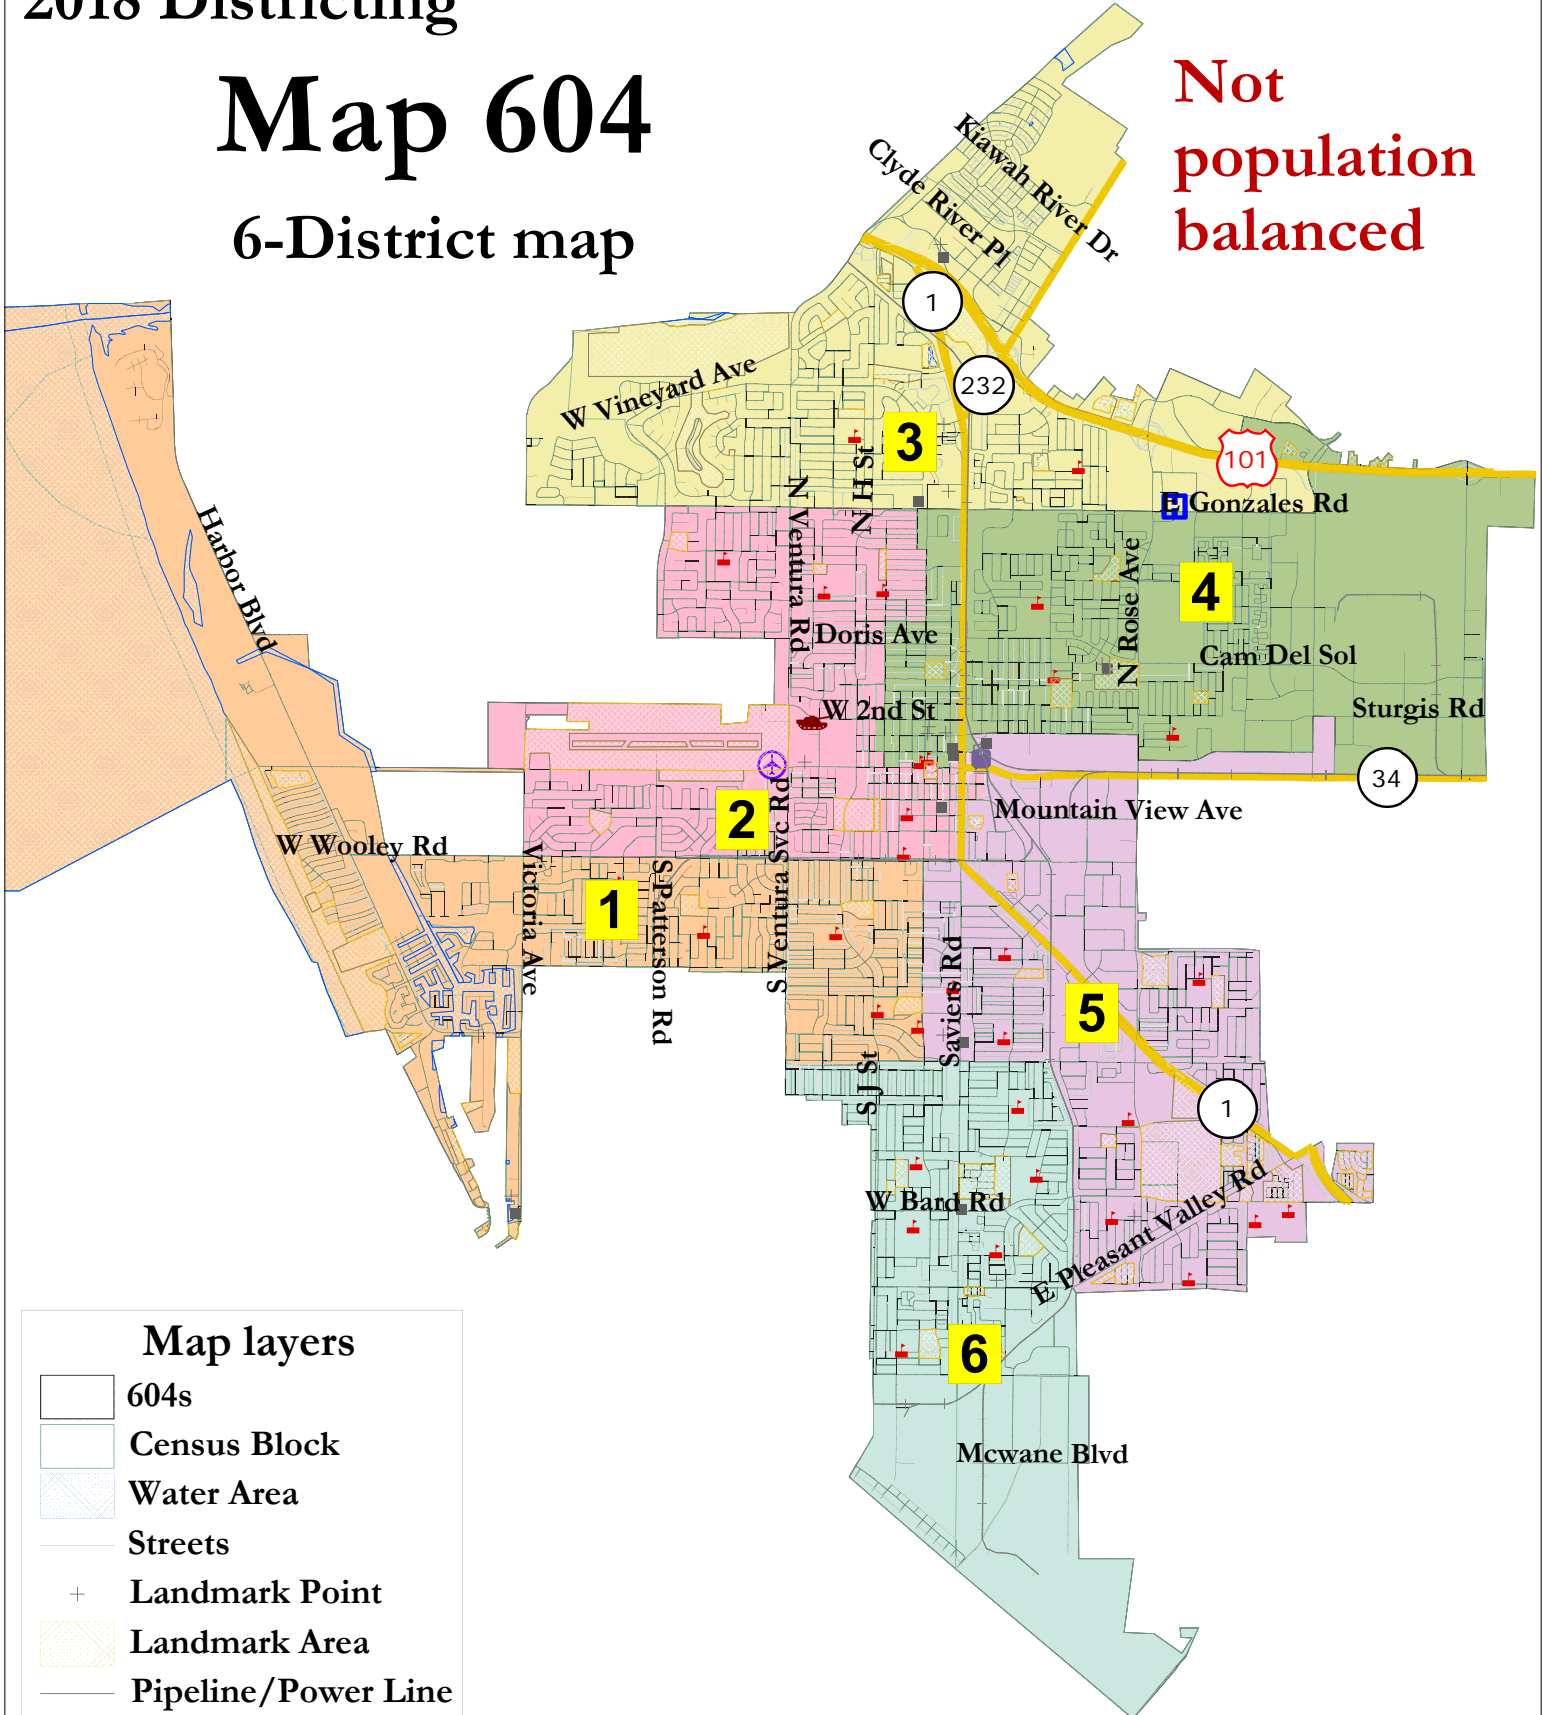 2018 Districting
Map 604
6-District map
Not
population
balanced
Kiawah River Dr
Clyde River Pl
1
232
W Vineyard Ave
3
N H St
101
E Gonzales Rd
H
N Ventura Rd
Harbor Blvd
N Rose Ave
4
Doris Ave
Cam Del Sol
W 2nd St
Sturgis Rd
34
2
Mountain View Ave
S Ventura Svc Rd
W Wooley Rd
Victoria Ave
1
S Patterson Rd
Saviers Rd
5
S J St
1
W Bard Rd
E Pleasant Valley Rd
6
Mcwane Blvd
Map layers
604s
Census Block
Water Area
Streets
Landmark Point
Landmark Area
Pipeline/Power Line